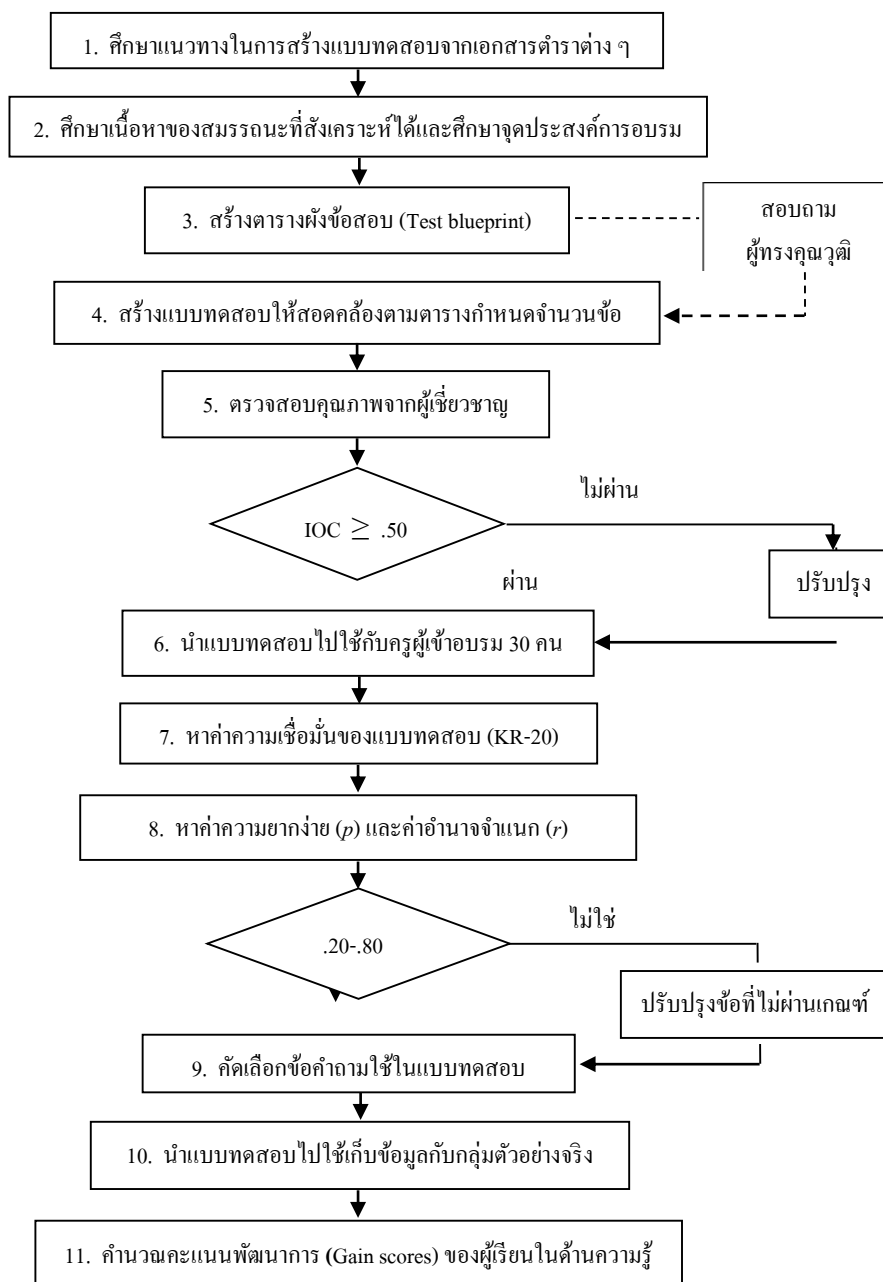 1. ศึกษาแนวทางในการสร้างแบบทดสอบจากเอกสารตำราต่าง ๆ
2. ศึกษาเนื้อหาของสมรรถนะที่สังเคราะห์ได้และศึกษาจุดประสงค์การอบรม
3. สร้างตารางผังข้อสอบ (Test blueprint)
สอบถาม
ผู้ทรงคุณวุฒิ
4. สร้างแบบทดสอบให้สอดคล้องตามตารางกำหนดจำนวนข้อ
5. ตรวจสอบคุณภาพจากผู้เชี่ยวชาญ
ไม่ผ่าน
IOC ≥ .50
ปรับปรุง
ผ่าน
6. นำแบบทดสอบไปใช้กับครูผู้เข้าอบรม 30 คน
7. หาค่าความเชื่อมั่นของแบบทดสอบ (KR-20)
8. หาค่าความยากง่าย (p) และค่าอำนาจจำแนก (r)
ไม่ใช่
.20-.80
ปรับปรุงข้อที่ไม่ผ่านเกณฑ์
9. คัดเลือกข้อคำถามใช้ในแบบทดสอบ
10. นำแบบทดสอบไปใช้เก็บข้อมูลกับกลุ่มตัวอย่างจริง
11. คำนวณคะแนนพัฒนาการ (Gain scores) ของผู้เรียนในด้านความรู้